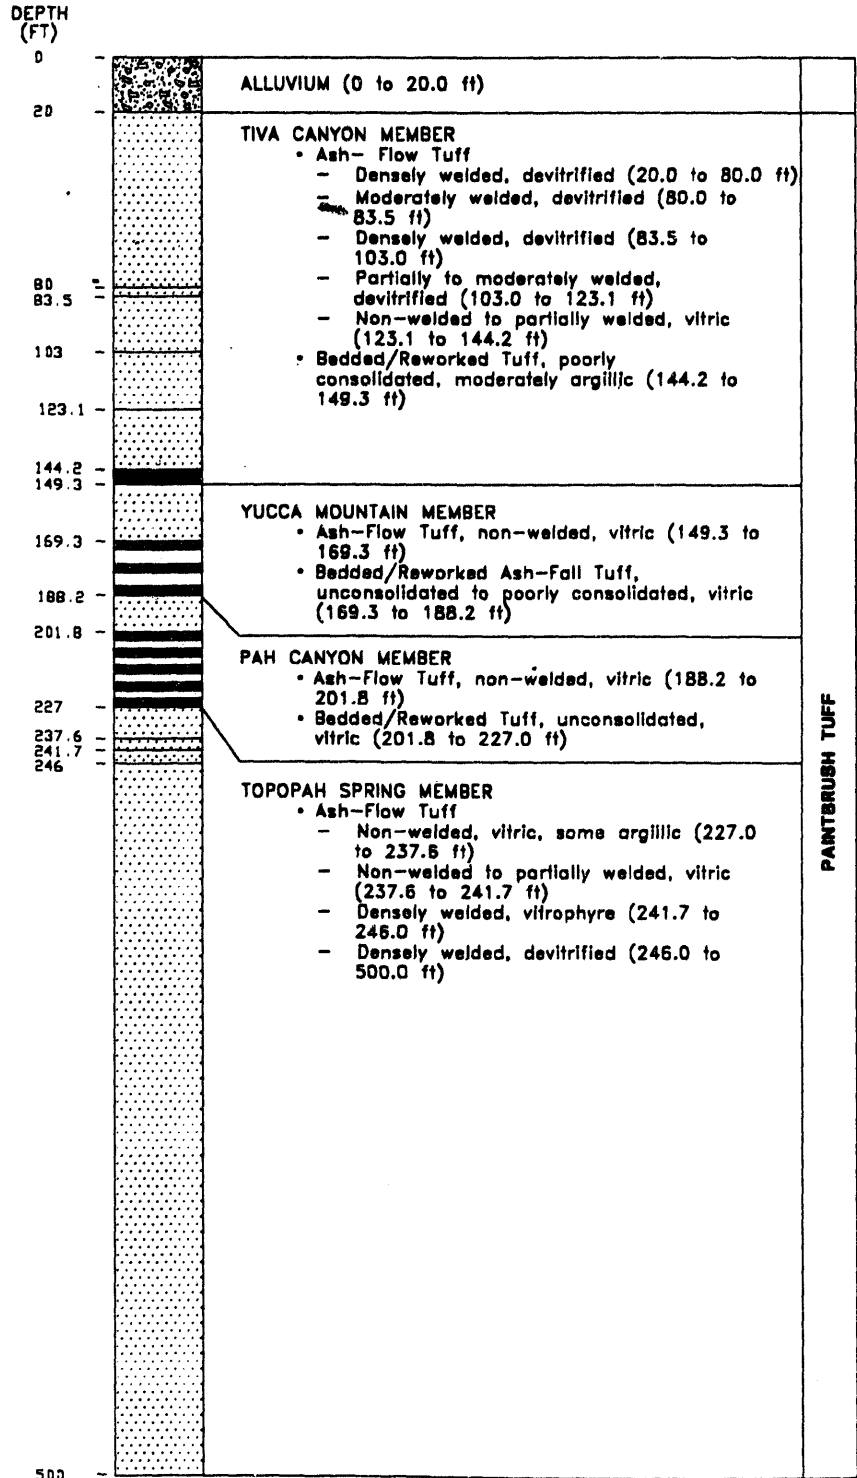 DEPTH
(FT)
0
ALLUVIUM (0 to 20.0 ft)
20
TIVA CANYON MEMBER
• Ash- Flow Tuff
- Densely welded, devitrified (20.0 to 80.0 ft)
- Moderately welded, devitrified (80.0 to
83.5 ft)
- Densely welded, devitrified (83.5 to
103.0 ft)
- Partially to moderately welded,
devitrified (103.0 to 123.1 ft)
- Non-welded to partially welded, vitric
(123.1 to 144.2 ft)
• Bedded/Reworked Tuff, poorly
consolidated, moderately argillic (144.2 to
149.3 ft)
80
83.5
103
123.1
144.2
149.3
YUCCA MOUNTAIN MEMBER
• Ash-Flow Tuff, non-welded, vitric (149.3 to
169.3 ft)
• Bedded/Reworked Ash-Fall Tuff,
unconsolidated to poorly consolidated, vitric
(169.3 to 188.2 ft)
169.3
188.2
201.8
PAH CANYON MEMBER
• Ash-Flow Tuff, non-welded, vitric (188.2 to
201.8 ft)
• Bedded/Reworked Tuff, unconsolidated,
vitric (201.8 to 227.0 ft)
227
237.6
241.7
246
TOPOPAH SPRING MEMBER
• Ash-Flow Tuff
- Non-welded, vitric, some argillic (227.0
to 237.6 ft)
- Non-welded to partially welded, vitric
(237.6 to 241.7 ft)
- Densely welded, vitrophyre (241.7 to
246.0 ft)
- Densely welded, devitrified (246.0 to
500.0 ft)
500
PAINTBRUSH TUFF